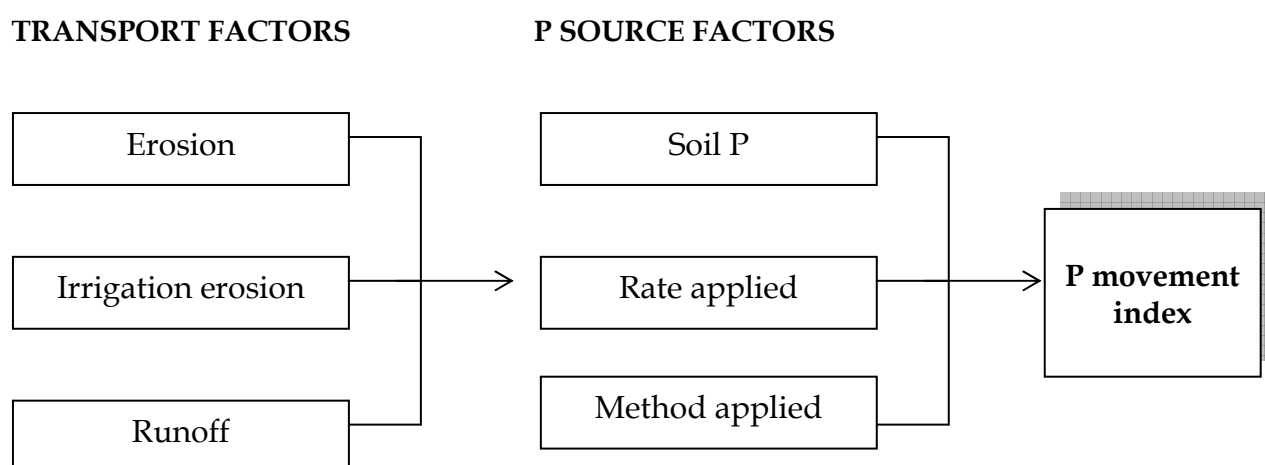 TRANSPORT FACTORS
P SOURCE FACTORS
Erosion
Irrigation erosion
Runoff
Soil P
Rate applied
Method applied
P movement
index